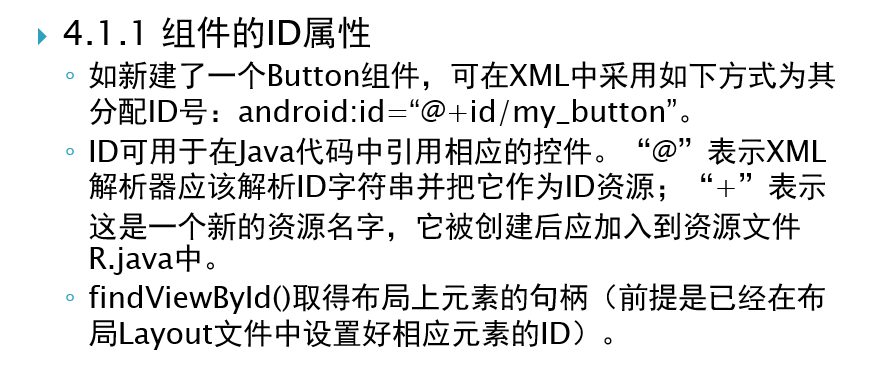 4.1.1 组件的ID属性
如新建了一个Button组件，可在XML中采用如下方式为其
分配ID号：android:id=“@+id/my_button”。
ID可用于在Java代码中引用相应的控件。“@”表示XML
解析器应该解析ID字符串并把它作为ID资源；“+”表示
这是一个新的资源名字，它被创建后应加入到资源文件
R.java中。
findViewById()取得布局上元素的句柄（前提是已经在布
局Layout文件中设置好相应元素的ID）。